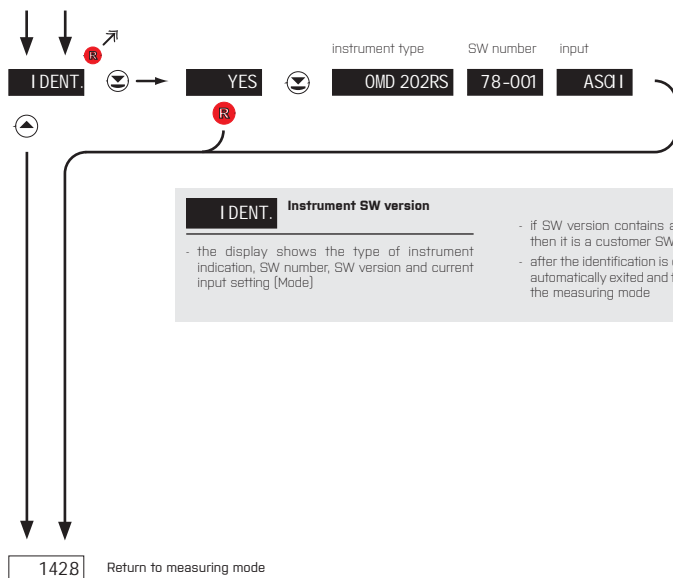 R
instrument type SW number input
IDENT. YES OMD 202RS 78-001 ASCII
R
IDENT. Instrument SW version
- the display shows the type of instrument
indication, SW number, SW version and current
input setting (Mode)
- if SW version contains a
then it is a customer SW
- after the identification is
automatically exited and
the measuring mode
1428 Return to measuring mode